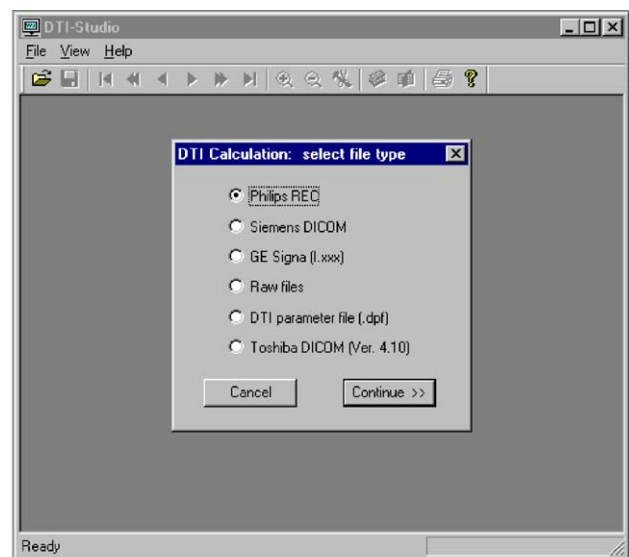 DTI-Studio
File View Help
DTI Calculation: select file type
Philips REC
Siemens DICOM
GE Signa (I.xxx)
Raw files
DTI parameter file (.dpf)
Toshiba DICOM (Ver. 4.10)
Cancel Continue >>
Ready